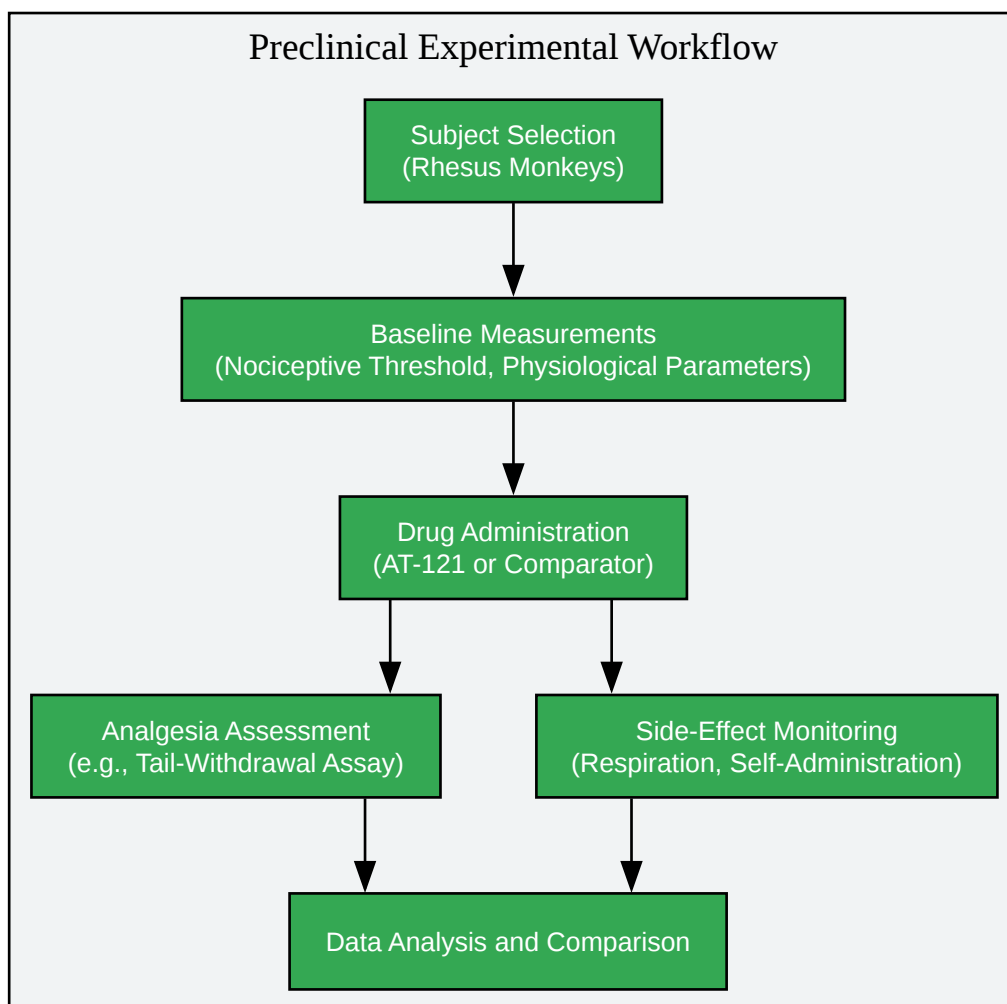 Preclinical Experimental Workflow
Subject Selection
(Rhesus Monkeys)
Baseline Measurements
(Nociceptive Threshold, Physiological Parameters)
Drug Administration
(AT-121 or Comparator)
Analgesia Assessment
(e.g., Tail-Withdrawal Assay)
Side-Effect Monitoring
(Respiration, Self-Administration)
Data Analysis and Comparison